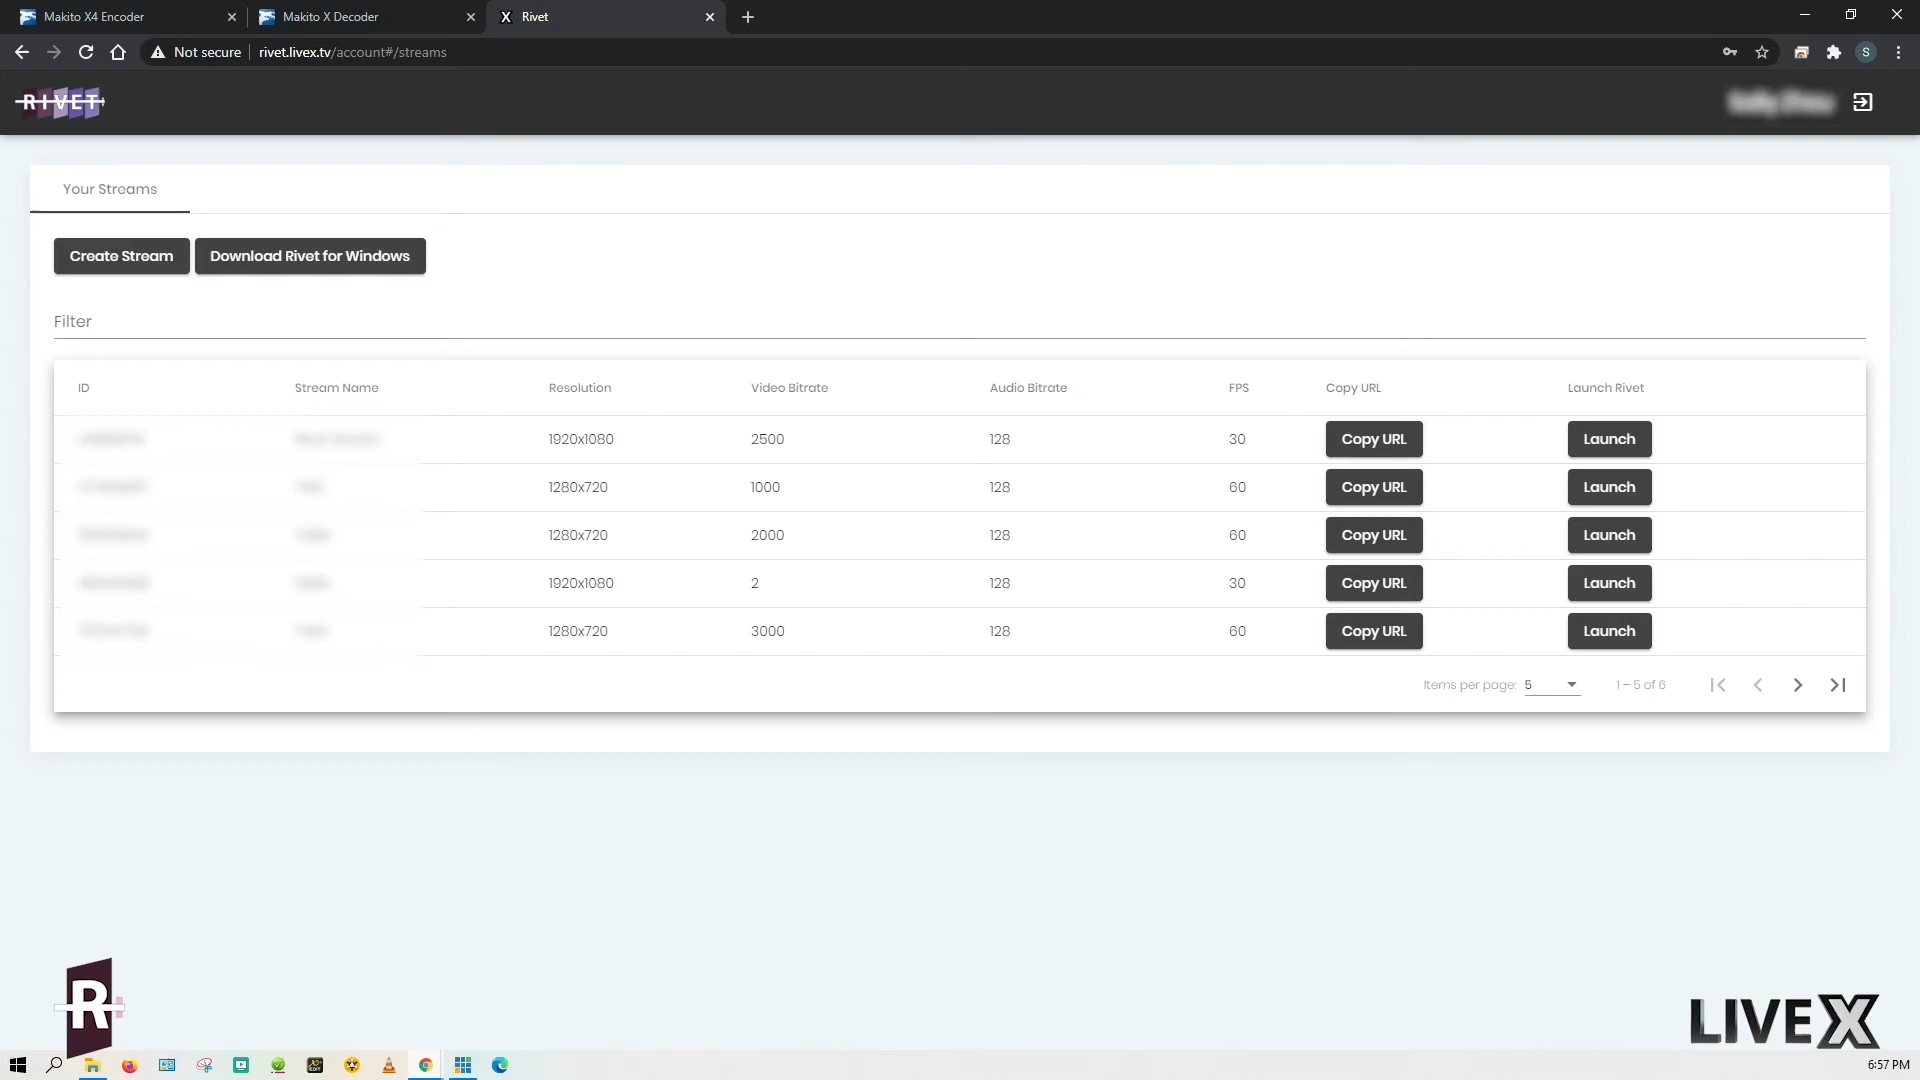 Makito X4 Encoder
Makito X Decoder
Rivet
Not secure
rivet.livex.tv/account#/streams
S
RIVET
Your Streams
Create Stream
Download Rivet for Windows
Filter
ID Stream Name Resolution Video Bitrate Audio Bitrate FPS Copy URL Launch Rivet
1920x1080 2500 128 30 Copy URL Launch
1280x720 1000 128 60 Copy URL Launch
1280x720 2000 128 60 Copy URL Launch
1920x1080 2 128 30 Copy URL Launch
1280x720 3000 128 60 Copy URL Launch
Items per page: 5 1 – 5 of 6
R
LIVEX
6:57 PM